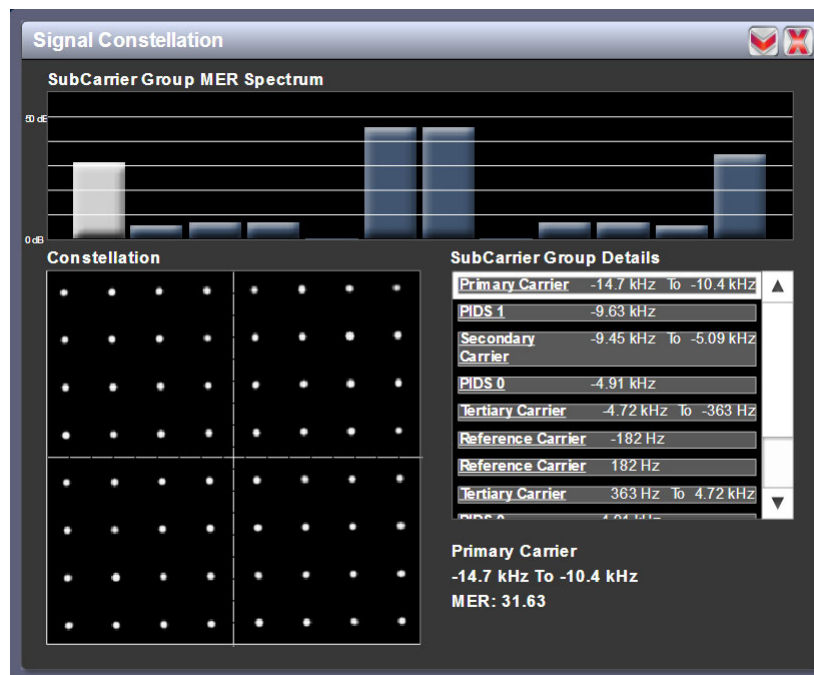 Signal Constellation
SubCarrier Group MER Spectrum
50 dB
0 dB
Constellation
SubCarrier Group Details
Primary Carrier -14.7 kHz To -10.4 kHz
PIDS 1 -9.63 kHz
Secondary -9.45 kHz To -5.09 kHz
Carrier
PIDS 0 -4.91 kHz
Tertiary Carrier -4.72 kHz To -363 Hz
Reference Carrier -182 Hz
Reference Carrier 182 Hz
Tertiary Carrier 363 Hz To 4.72 kHz
Primary Carrier
-14.7 kHz To -10.4 kHz
MER: 31.63